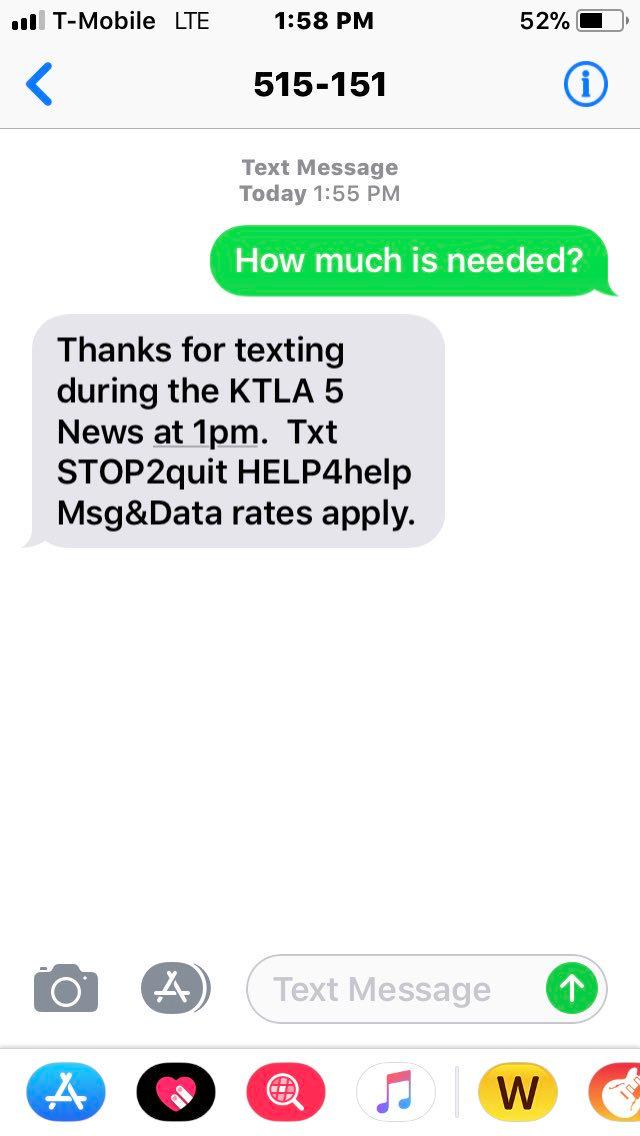 T-Mobile LTE 1:58 PM 52%
515-151
Text Message
Today 1:55 PM
How much is needed?
Thanks for texting
during the KTLA 5
News at 1pm. Txt
STOP2quit HELP4help
Msg&Data rates apply.
Text Message
W